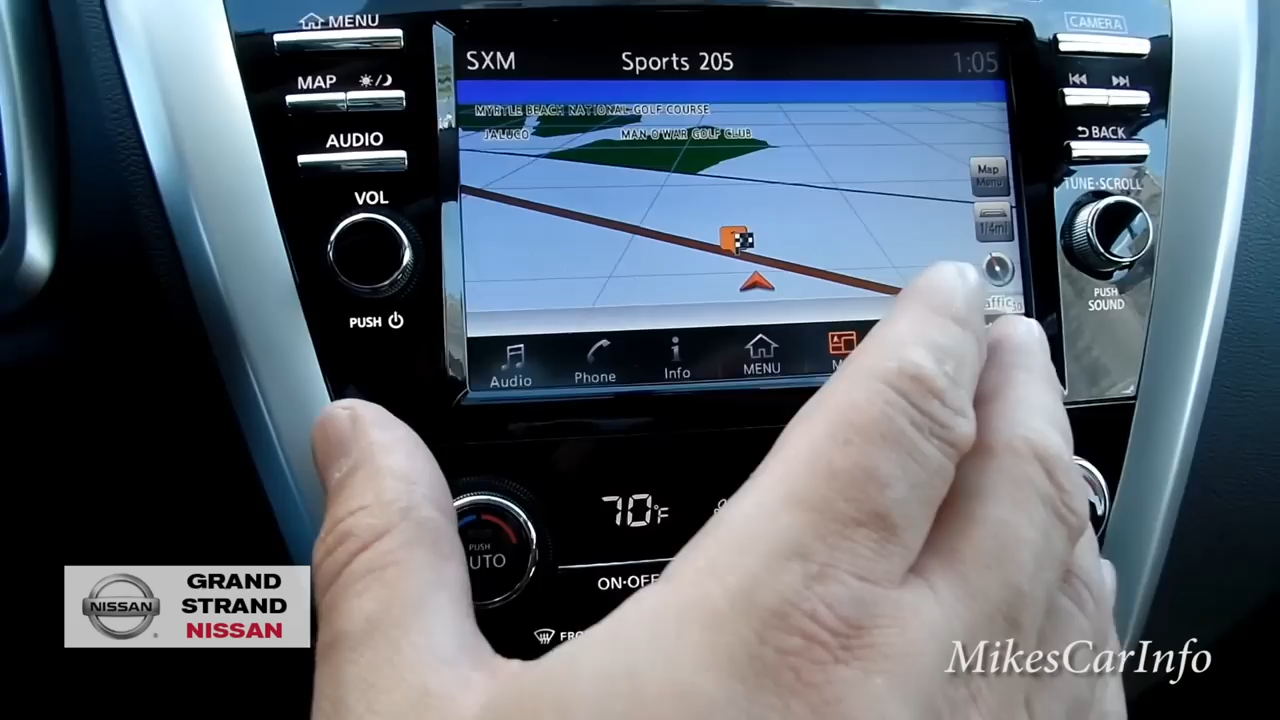 MENU
CAMERA
SXM
Sports 205
1:05
MAP
MYRTLE BEACH NATIONAL GOLF COURSE
JALUCO
MAN O WAR GOLF CLUB
AUDIO
BACK
Map
Menu
TUNE·SCROLL
VOL
1/4mi
PUSH
SOUND
PUSH
Audio
Phone
Info
MENU
70°F
PUSH
ON·OFF
GRAND
STRAND
NISSAN
NISSAN
MikesCarInfo